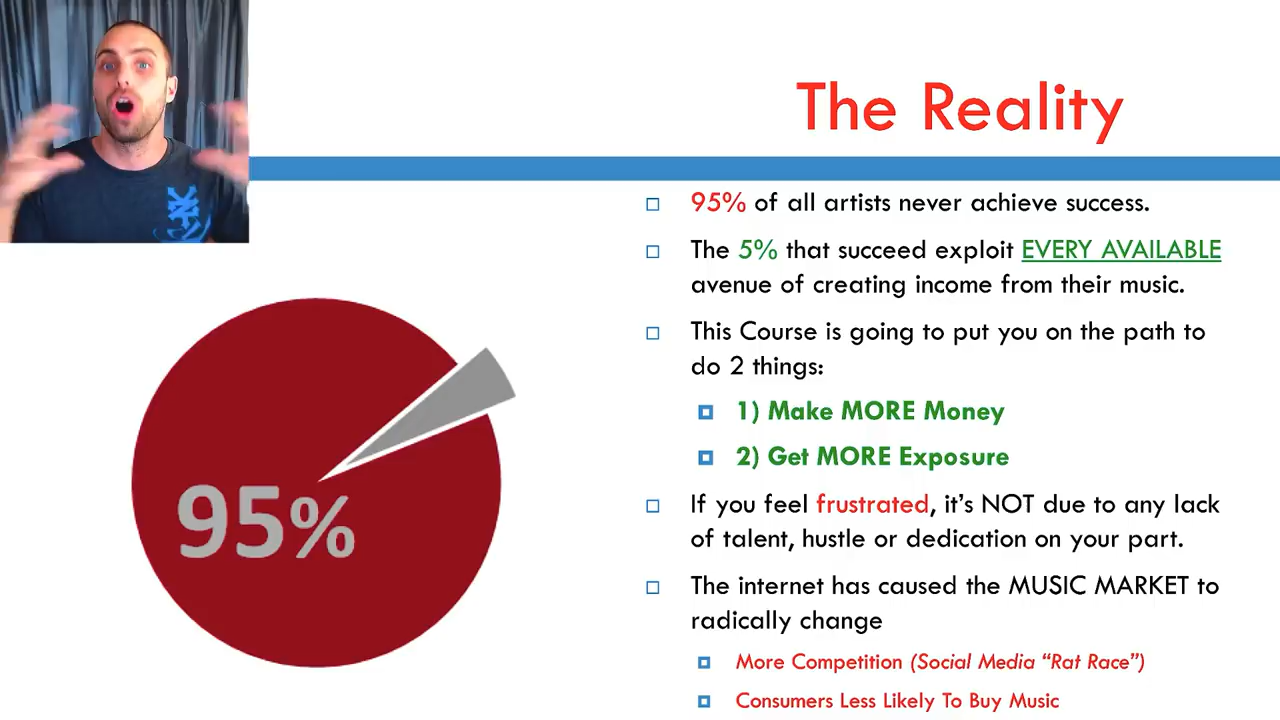 The Reality
95% of all artists never achieve success.
The 5% that succeed exploit EVERY AVAILABLE
avenue of creating income from their music.
This Course is going to put you on the path to
do 2 things:
1) Make MORE Money
2) Get MORE Exposure
If you feel frustrated, it's NOT due to any lack
of talent, hustle or dedication on your part.
The internet has caused the MUSIC MARKET to
radically change
More Competition (Social Media “Rat Race”)
Consumers Less Likely To Buy Music
95%